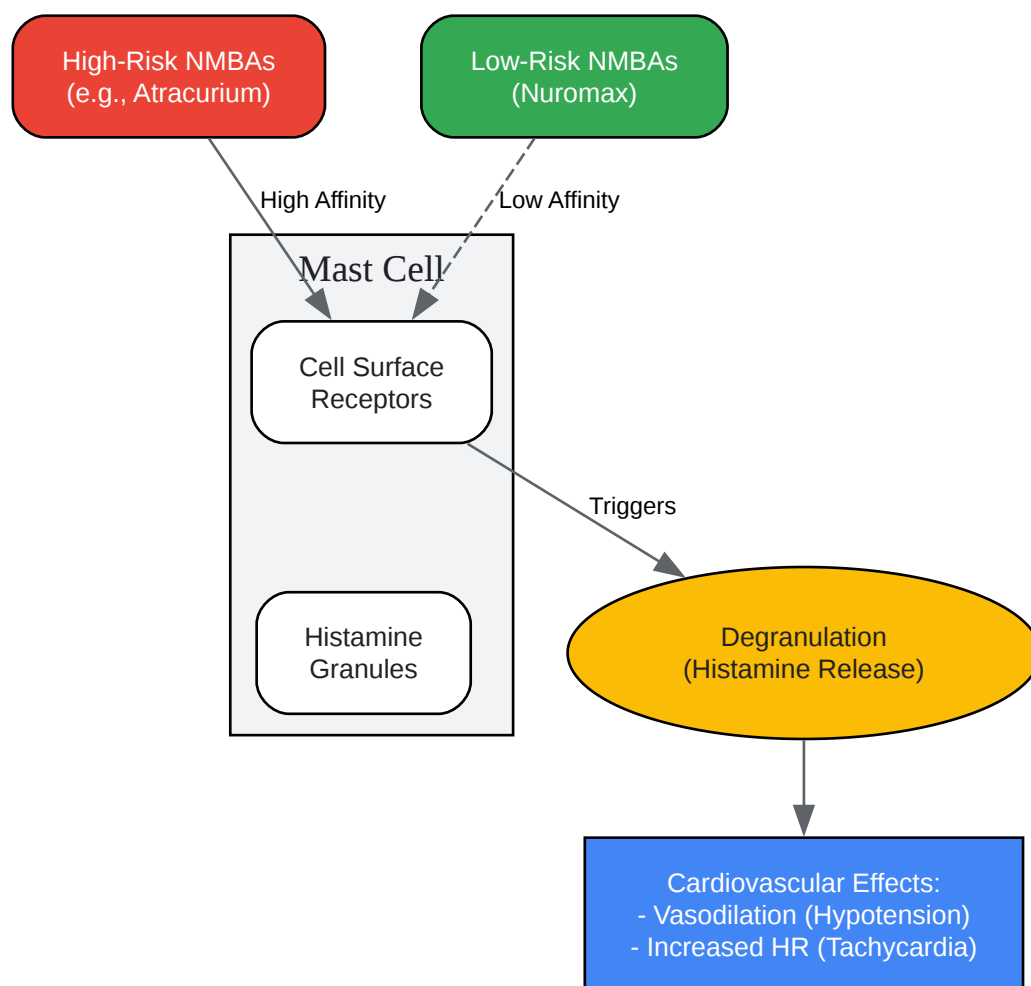 High-Risk NMBAs
(e.g., Atracurium)
Low-Risk NMBAs
(Nuromax)
High Affinity
Low Affinity
Mast Cell
Cell Surface
Receptors
Triggers
Histamine
Granules
Degranulation
(Histamine Release)
Cardiovascular Effects:
- Vasodilation (Hypotension)
- Increased HR (Tachycardia)